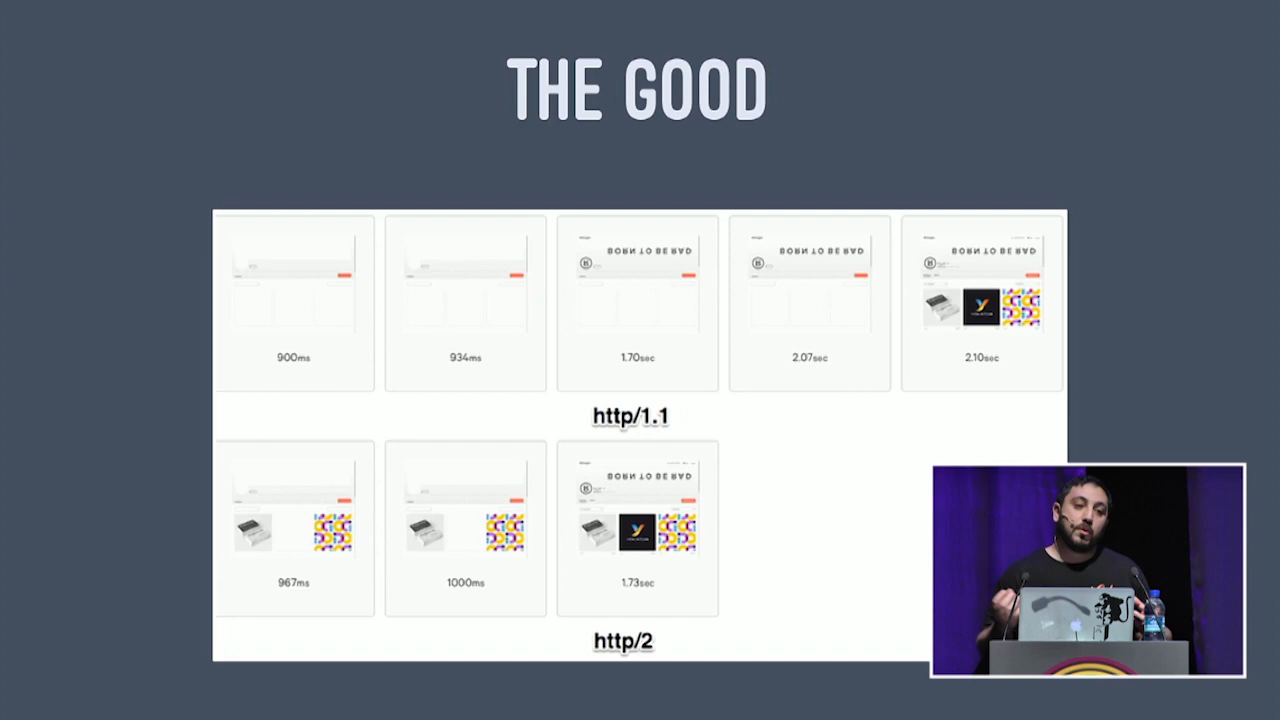 THE GOOD
BORN TO BE RAD
BORN TO BE RAD
BORN TO BE RAD
900ms
934ms
1.70sec
2.07sec
2.10sec
http/1.1
BORN TO BE RAD
967ms
1000ms
1.73sec
http/2